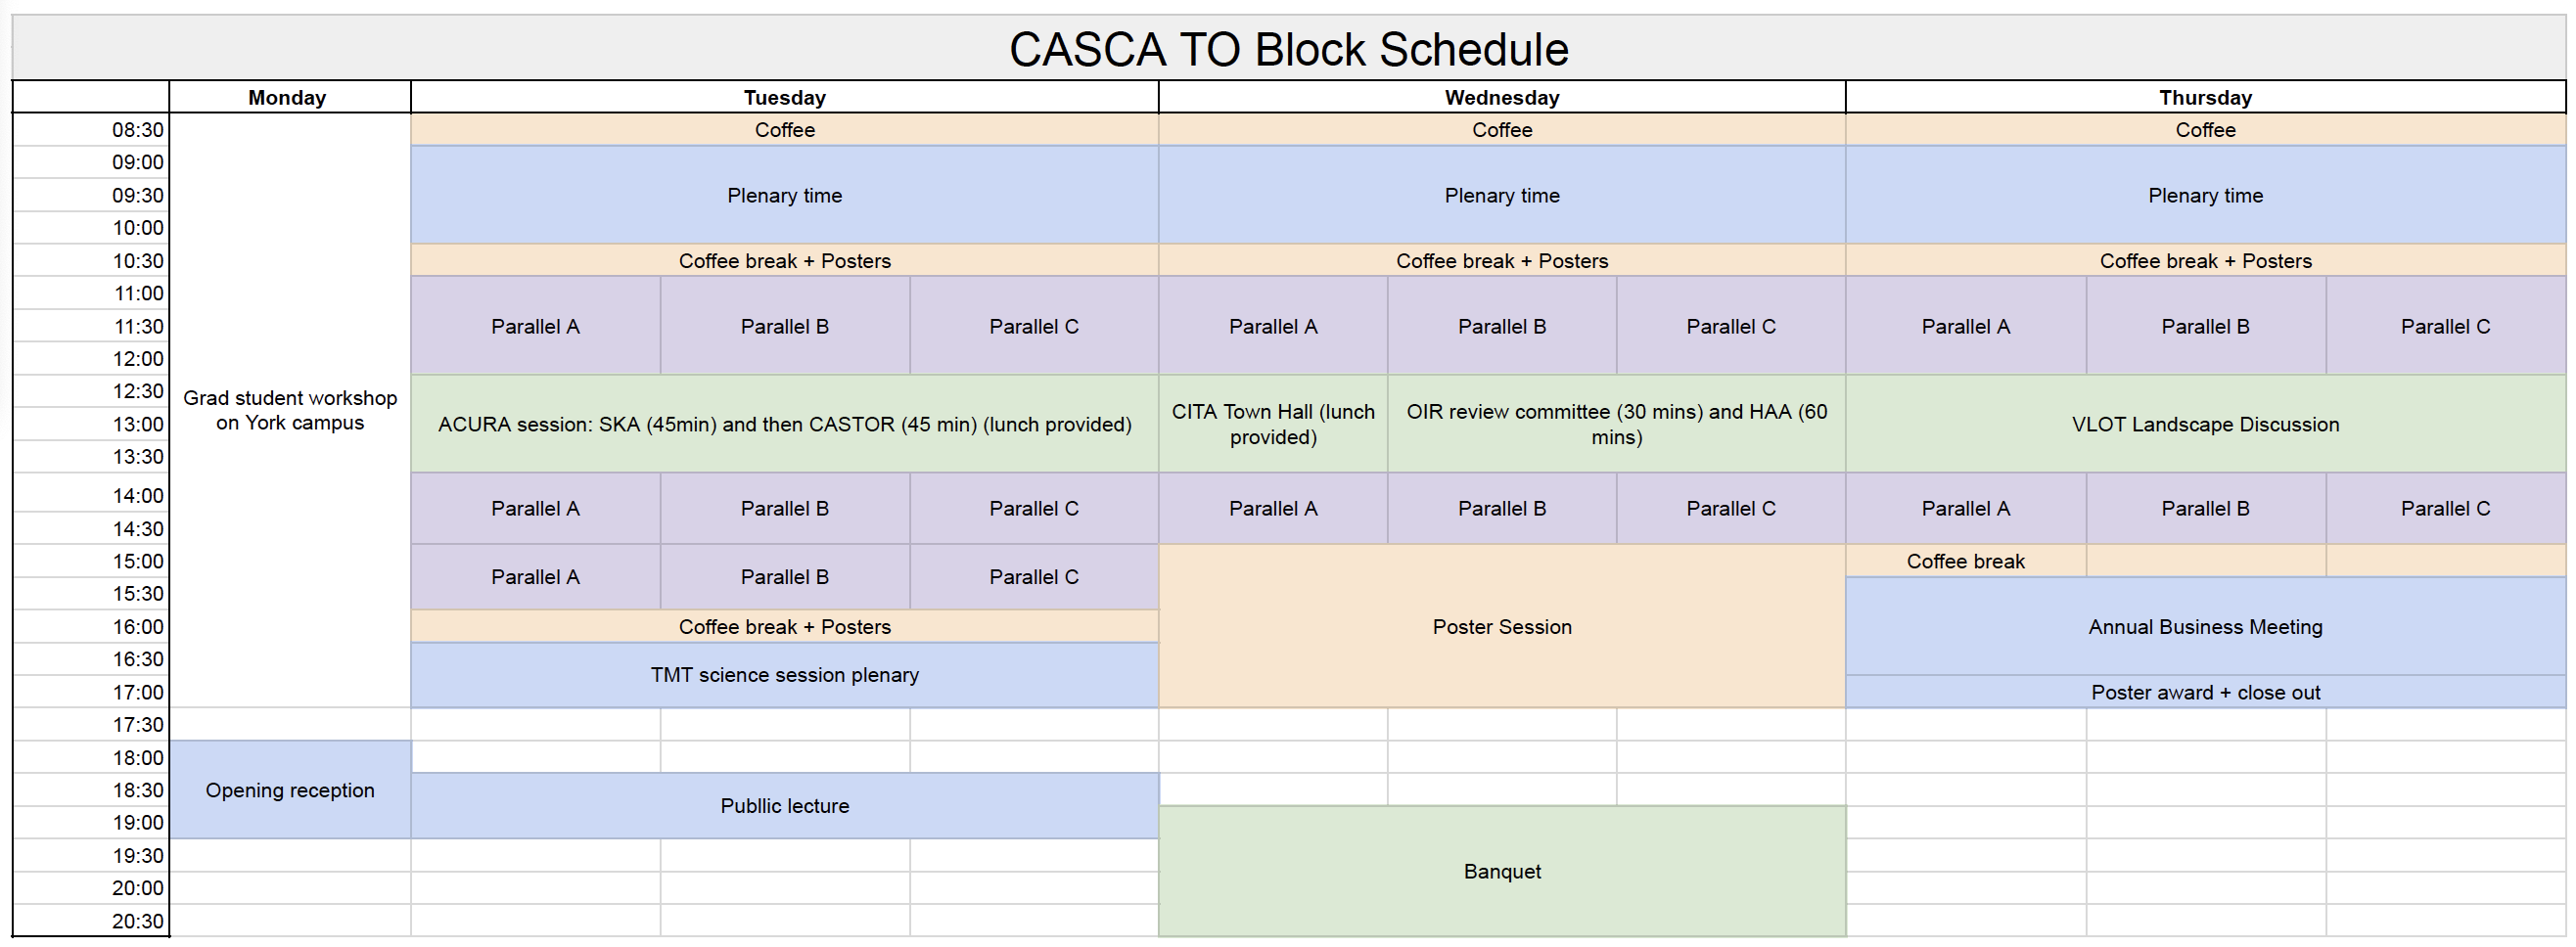 CASCA TO Block Schedule
Monday Tuesday Wednesday Thursday
08:30 Coffee Coffee Coffee
09:00
09:30 Plenary time Plenary time Plenary time
10:00
10:30 Coffee break + Posters Coffee break + Posters Coffee break + Posters
11:00
11:30 Parallel A Parallel B Parallel C Parallel A Parallel B Parallel C Parallel A Parallel B Parallel C
12:00
12:30
Grad student workshop
on York campus
13:00 ACURA session: SKA (45min) and then CASTOR (45 min) (lunch provided)
CITA Town Hall (lunch
provided)
OIR review committee (30 mins) and HAA (60
mins)
VLOT Landscape Discussion
13:30
14:00
Parallel A Parallel B Parallel C Parallel A Parallel B Parallel C Parallel A Parallel B Parallel C
14:30
15:00 Coffee break
Parallel A Parallel B Parallel C
15:30
16:00 Coffee break + Posters Poster Session Annual Business Meeting
16:30
TMT science session plenary
17:00 Poster award + close out
17:30
18:00
18:30 Opening reception
Publlic lecture
19:00
19:30
Banquet
20:00
20:30